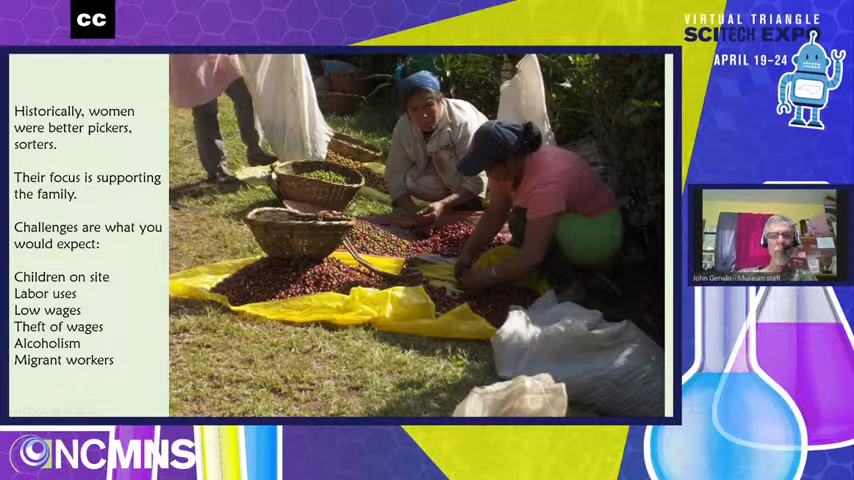 CC
VIRTUAL TRIANGLE
SCITECH EXPO
APRIL 19-24
Historically, women
were better pickers,
sorters.
Their focus is supporting
the family.
Challenges are what you
would expect:
Children on site
Labor uses
Low wages
Theft of wages
Alcoholism
Migrant workers
John Gerwin - Museum staff
NCMNS